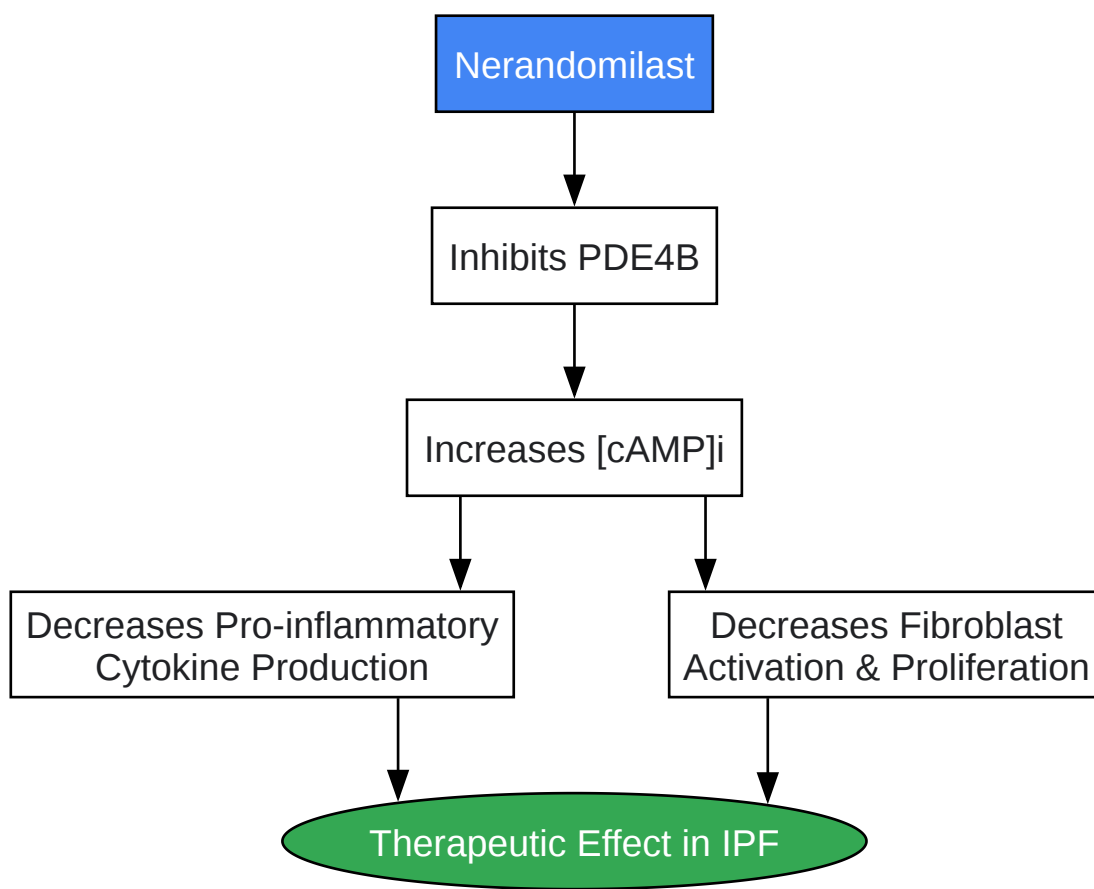 Nerandomilast
Inhibits PDE4B
Increases [cAMP]i
Decreases Pro-inflammatory
Cytokine Production
Decreases Fibroblast
Activation & Proliferation
Therapeutic Effect in IPF